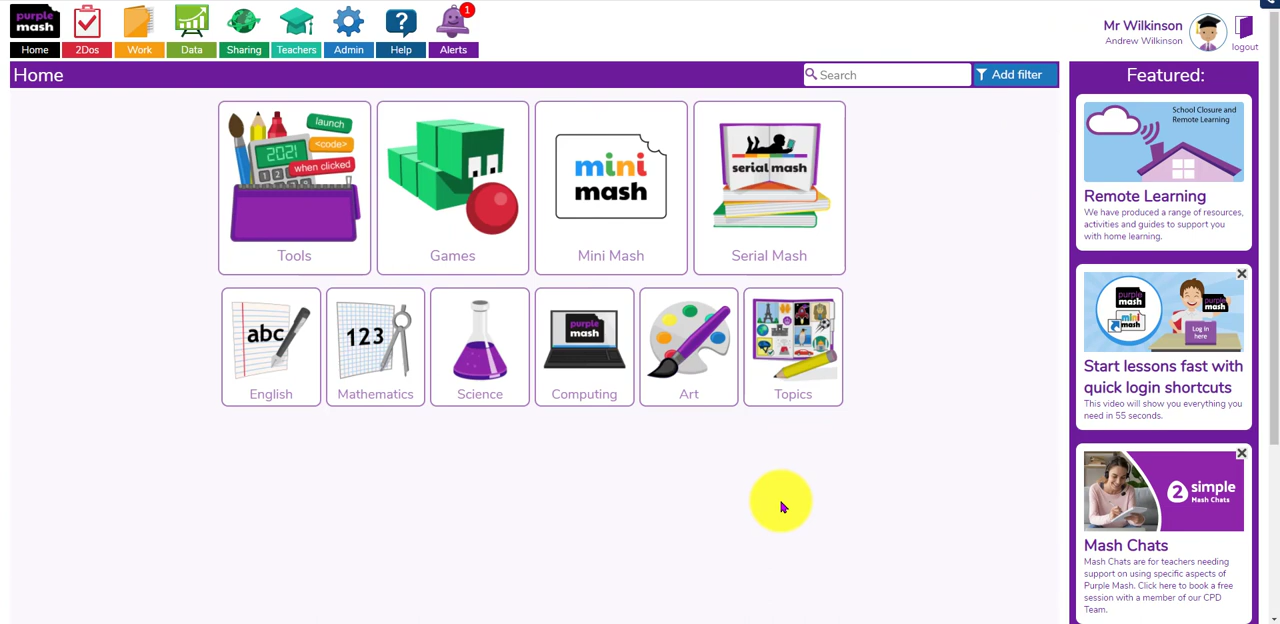 purple
mash
1
Home
2Dos
Work
Data
Sharing
Teachers
Admin
?
Help
Alerts
Mr Wilkinson
Andrew Wilkinson
logout
Home
Search
Add filter
launch
<code>
when clicked
2021
Tools
Games
mini
mash
Mini Mash
serial mash
Serial Mash
abc
English
123
Mathematics
Science
purple
mash
Computing
Art
Topics
Featured:
School Closure and
Remote Learning
Remote Learning
We have produced a range of resources,
activities and guides to support you
with home learning.
purple
mash
mini
mash
purple
mash
Log in
here
Start lessons fast with
quick login shortcuts
This video will show you everything you
need in 55 seconds.
2 simple
Mash Chats
Mash Chats
Mash Chats are for teachers needing
support on using specific aspects of
Purple Mash. Click here to book a free
session with a member of our CPD
Team.